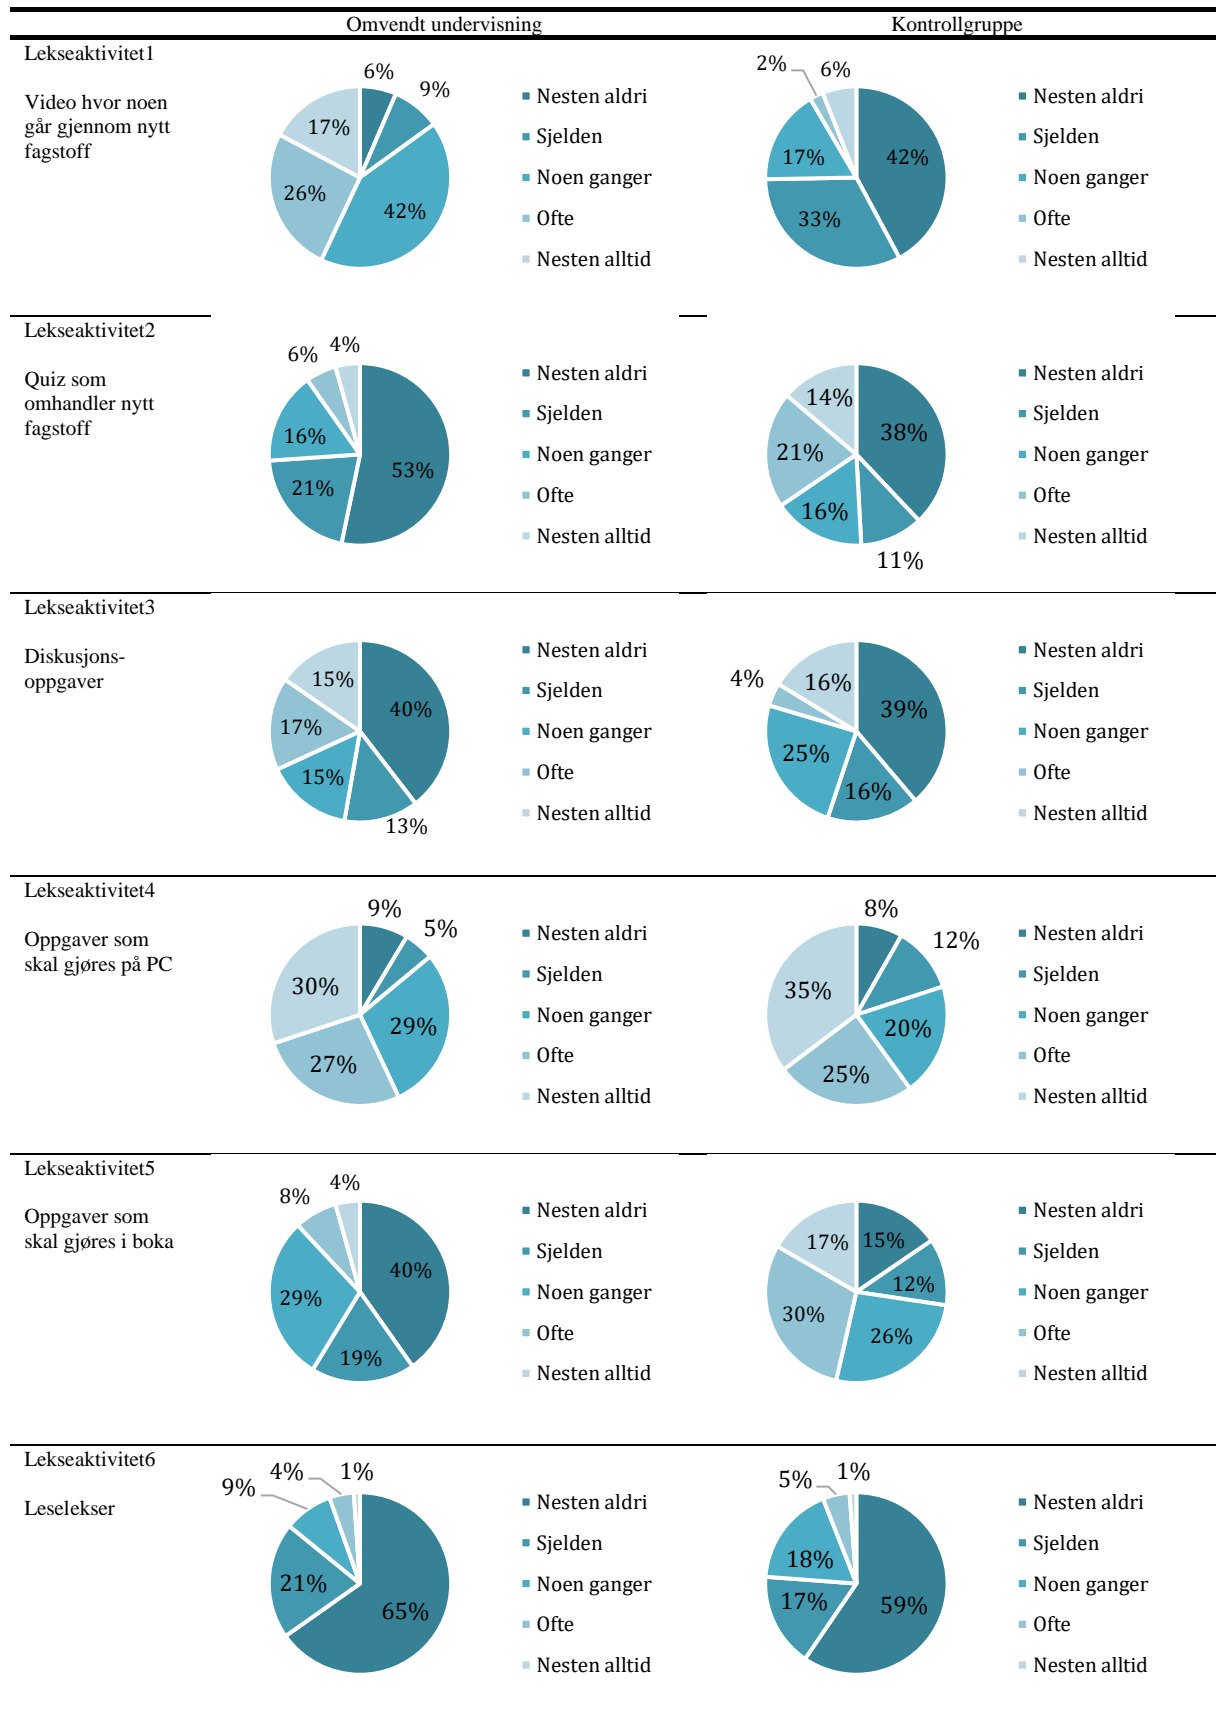 Omvendt undervisning
Kontrollgruppe
Lekseaktivitet1
Video hvor noen
går gjennom nytt
fagstoff
6%
9%
42%
26%
17%
Nesten aldri
Sjelden
Noen ganger
Ofte
Nesten alltid
2%
6%
42%
33%
17%
Nesten aldri
Sjelden
Noen ganger
Ofte
Nesten alltid
Lekseaktivitet2
Quiz som
omhandler nytt
fagstoff
6%
4%
53%
21%
16%
Nesten aldri
Sjelden
Noen ganger
Ofte
Nesten alltid
14%
38%
21%
16%
11%
Nesten aldri
Sjelden
Noen ganger
Ofte
Nesten alltid
Lekseaktivitet3
Diskusjons-
oppgaver
15%
40%
17%
15%
13%
Nesten aldri
Sjelden
Noen ganger
Ofte
Nesten alltid
4%
16%
39%
25%
16%
Nesten aldri
Sjelden
Noen ganger
Ofte
Nesten alltid
Lekseaktivitet4
Oppgaver som
skal gjøres på PC
9%
5%
30%
29%
27%
Nesten aldri
Sjelden
Noen ganger
Ofte
Nesten alltid
8%
12%
35%
20%
25%
Nesten aldri
Sjelden
Noen ganger
Ofte
Nesten alltid
Lekseaktivitet5
Oppgaver som
skal gjøres i boka
8%
4%
40%
29%
19%
Nesten aldri
Sjelden
Noen ganger
Ofte
Nesten alltid
17%
15%
12%
30%
26%
Nesten aldri
Sjelden
Noen ganger
Ofte
Nesten alltid
Lekseaktivitet6
Leselekser
9%
4%
1%
21%
65%
Nesten aldri
Sjelden
Noen ganger
Ofte
Nesten alltid
5%
1%
18%
17%
59%
Nesten aldri
Sjelden
Noen ganger
Ofte
Nesten alltid